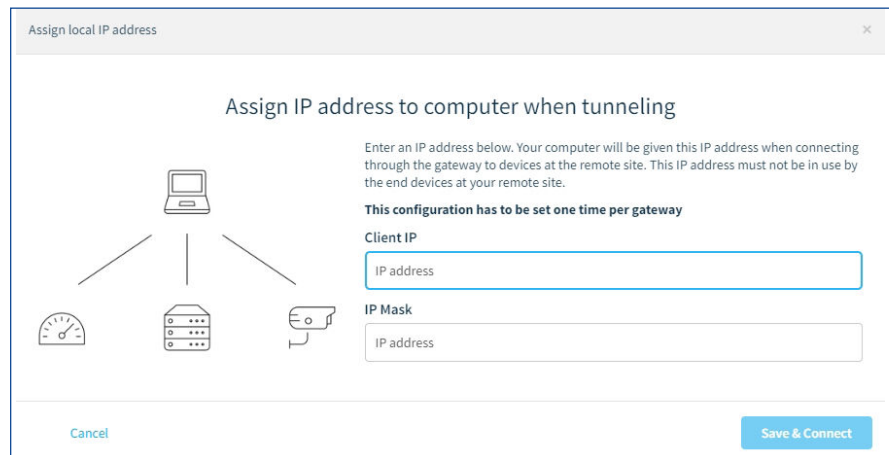 Assign local IP address
×
Assign IP address to computer when tunneling
Enter an IP address below. Your computer will be given this IP address when connecting
through the gateway to devices at the remote site. This IP address must not be in use by
the end devices at your remote site.
This configuration has to be set one time per gateway
Client IP
IP address
IP Mask
IP address
Cancel
Save & Connect